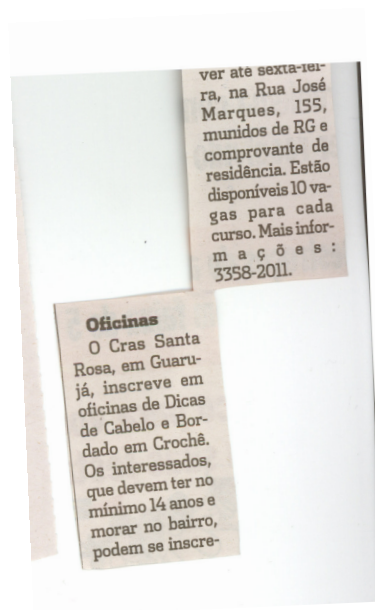 Oficinas
O Cras Santa
Rosa, em Guaru-
já, inscreve em
oficinas de Dicas
de Cabelo e Bor-
dado em Crochê.
Os interessados,
que devem ter no
mínimo 14 anos e
morar no bairro,
podem se inscre-
ver até sexta-fei-
ra, na Rua José
Marques, 155,
munidos de RG e
comprovante de
residência. Estão
disponíveis 10 va-
gas para cada
curso. Mais infor-
mações:
3358-2011.